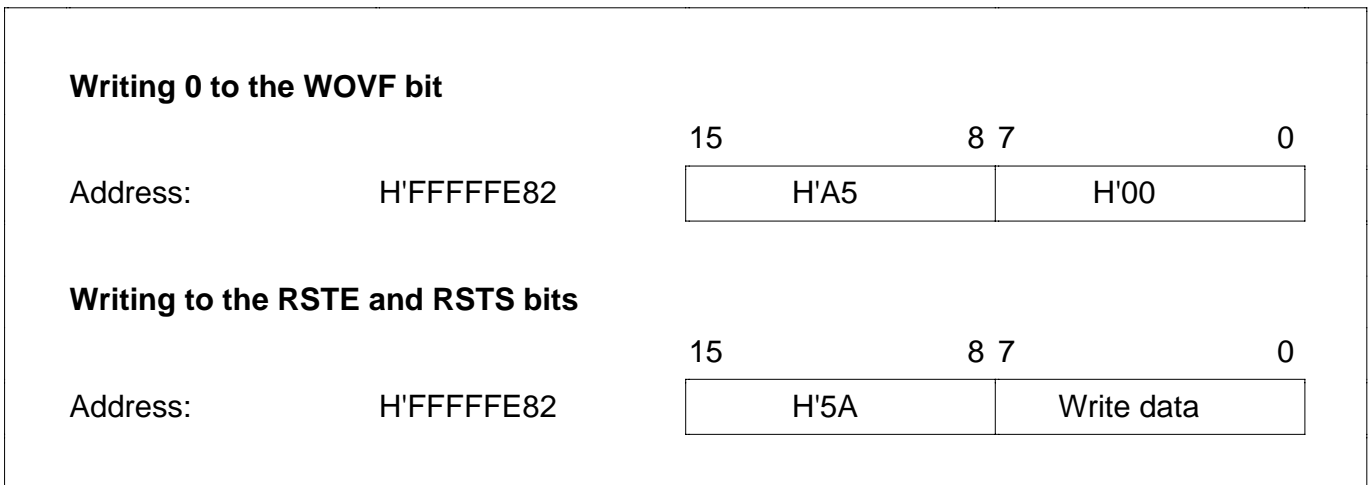 Writing 0 to the WOVF bit
15 8 7 0
Address: H'FFFFFE82 H'A5 H'00
Writing to the RSTE and RSTS bits
15 8 7 0
Address: H'FFFFFE82 H'5A Write data